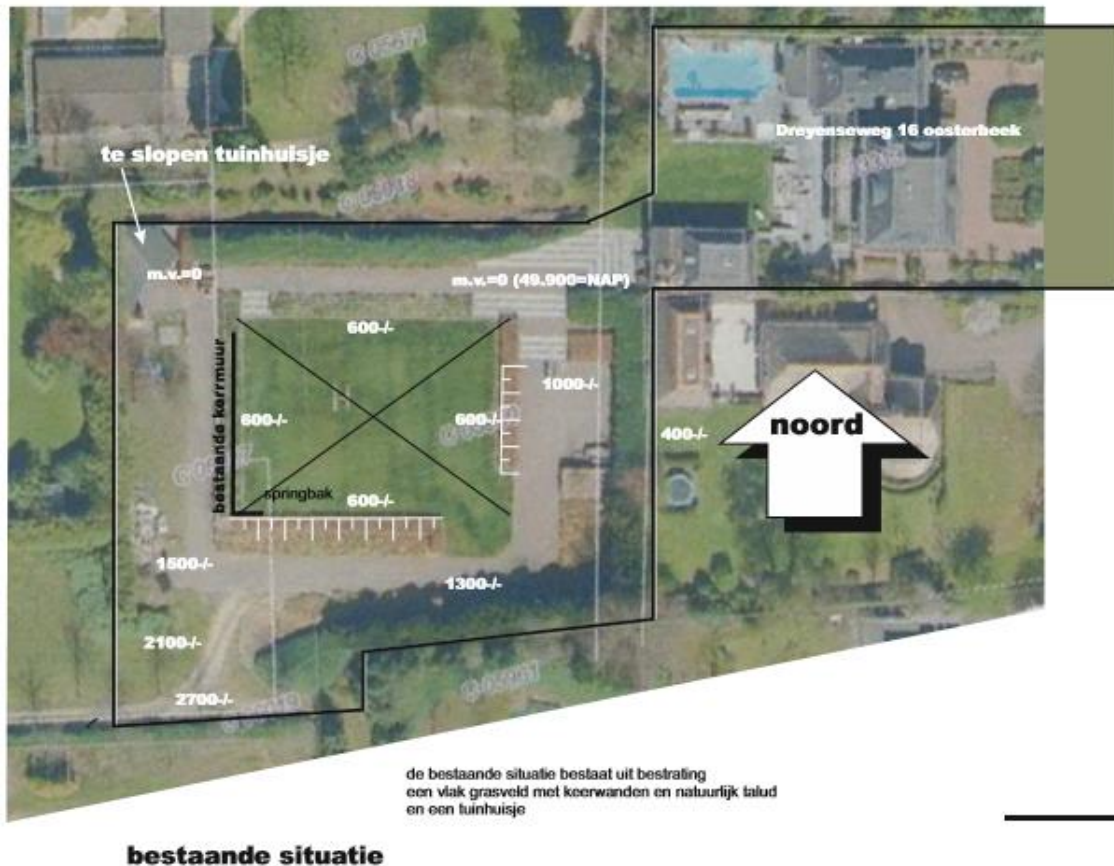 te slopen tuinhuisje
Dreyenseweg 16 oosterbeek
m.v.=0
m.v.=0 (49.900=NAP)
600-/-
bestaande kerrmuur
600-/-
600-/-
1000-/-
400-/-
noord
springbak
600-/-
1500-/-
1300-/-
2100-/-
2700-/-
de bestaande situatie bestaat uit bestrating
een vlak grasveld met keerwanden en natuurlijk talud
en een tuinhuisje
bestaande situatie